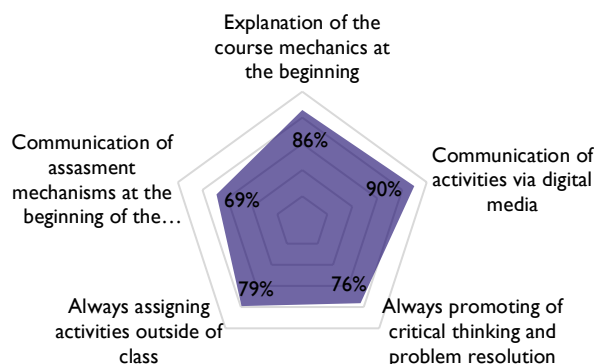 Explanation of the
course mechanics at
the beginning
86%
Communication of
activities via digital
media
90%
Always promoting of
critical thinking and
problem resolution
76%
Always assigning
activities outside of
class
79%
Communication of
assasment
mechanisms at the
beginning of the…
69%